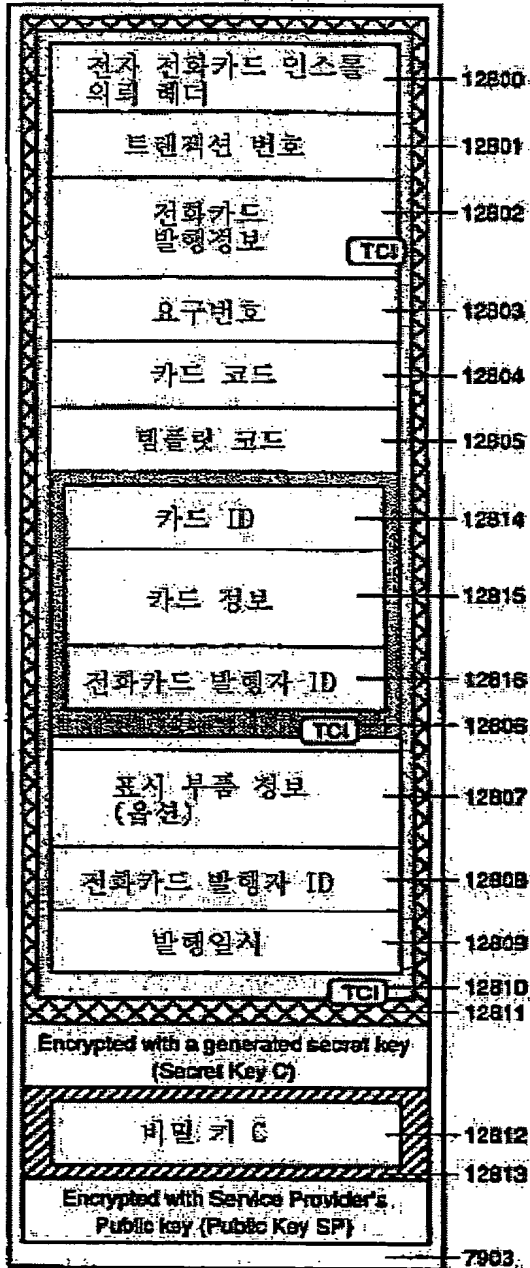 전자 전화카드 인스톨
의뢰 헤더
12800
트랜잭션 번호
12801
전화카드
발행정보
12802
TCI
요구번호
12803
카드 코드
12804
템플릿 코드
12805
카드 ID
12814
카드 정보
12815
전화카드 발행자 ID
12816
TCI
12806
표시 부품 정보
(옵션)
12807
전화카드 발행자 ID
12808
발행일시
12809
TCI
12810
12811
Encrypted with a generated secret key
(Secret Key C)
비밀 키 C
12812
12813
Encrypted with Service Provider's
Public key (Public Key SP)
7903